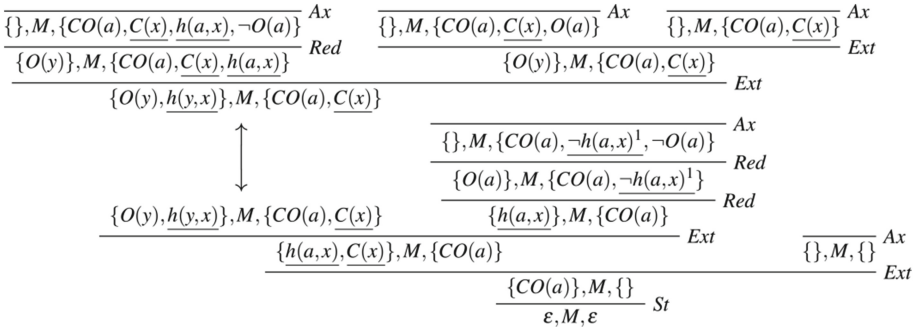 {}, M, {CO(a), C(x), h(a,x), ¬O(a)} Ax {}, M, {CO(a), C(x), O(a)} Ax {}, M, {CO(a), C(x)} Ax
{O(y)}, M, {CO(a), C(x), h(a,x)} Red {O(y)}, M, {CO(a), C(x)} Ext
{O(y), h(y,x)}, M, {CO(a), C(x)} Ext
{}, M, {CO(a), ¬h(a,x)¹, ¬O(a)} Ax
{O(a)}, M, {CO(a), ¬h(a,x)¹} Red
{O(y), h(y,x)}, M, {CO(a), C(x)} {h(a,x)}, M, {CO(a)} Red
{h(a,x), C(x)}, M, {CO(a)} Ext {}, M, {} Ax
{CO(a)}, M, {} Ext
ε, M, ε St